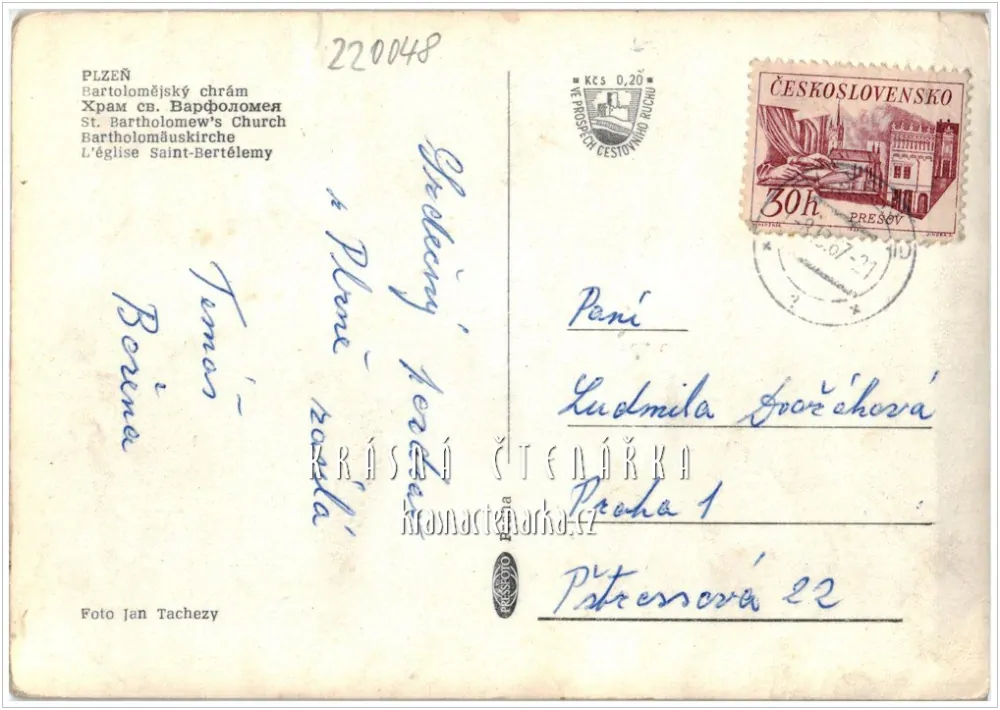 220048
PLZEŇ
Bartolomějský chrám
Храм св. Варфоломея
St. Bartholomew's Church
Bartholomäuskirche
L'église Saint-Bertélemy
Kčs 0,20
VE PROSPĚCH CESTOVNÍHO RUCHU
ČESKOSLOVENSKO
30h
PREŠOV
Srdečný pozdrav
z Plzně zasílá
Tomáš
Božena
Paní
Ludmila Dvořáková
Praha 1
Pštrossová 22
KRÁSNÁ ČTENÁŘKA
krasnactenarka.cz
PRESSFOTO
Praha
Foto Jan Tachezy